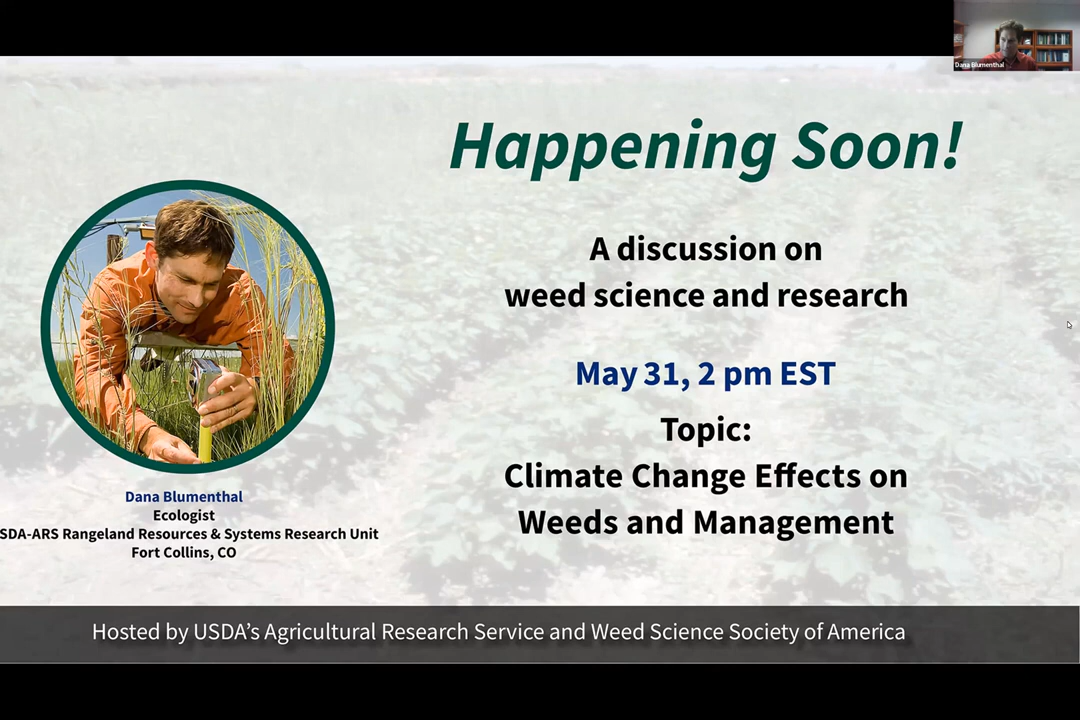 Dana Blumenthal
Happening Soon!
A discussion on
weed science and research
May 31, 2 pm EST
Topic:
Climate Change Effects on
Weeds and Management
Dana Blumenthal
Ecologist
SDA-ARS Rangeland Resources & Systems Research Unit
Fort Collins, CO
Hosted by USDA's Agricultural Research Service and Weed Science Society of America